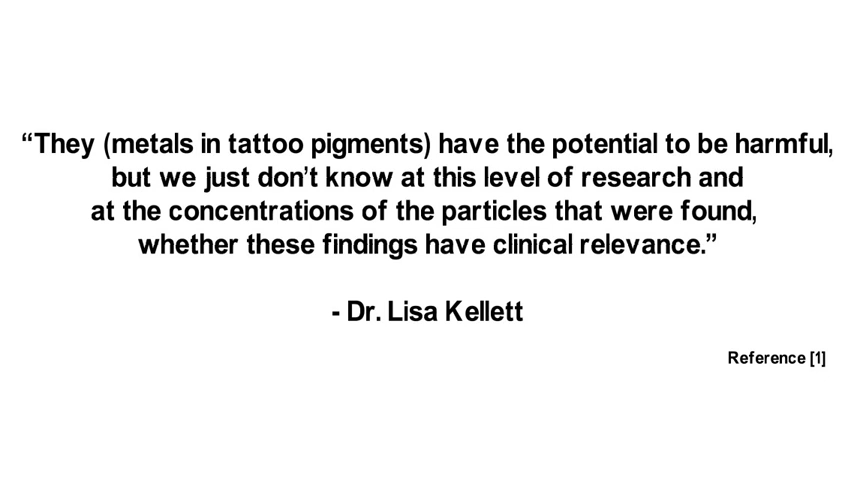 “They (metals in tattoo pigments) have the potential to be harmful,
but we just don’t know at this level of research and
at the concentrations of the particles that were found,
whether these findings have clinical relevance.”
- Dr. Lisa Kellett
Reference [1]